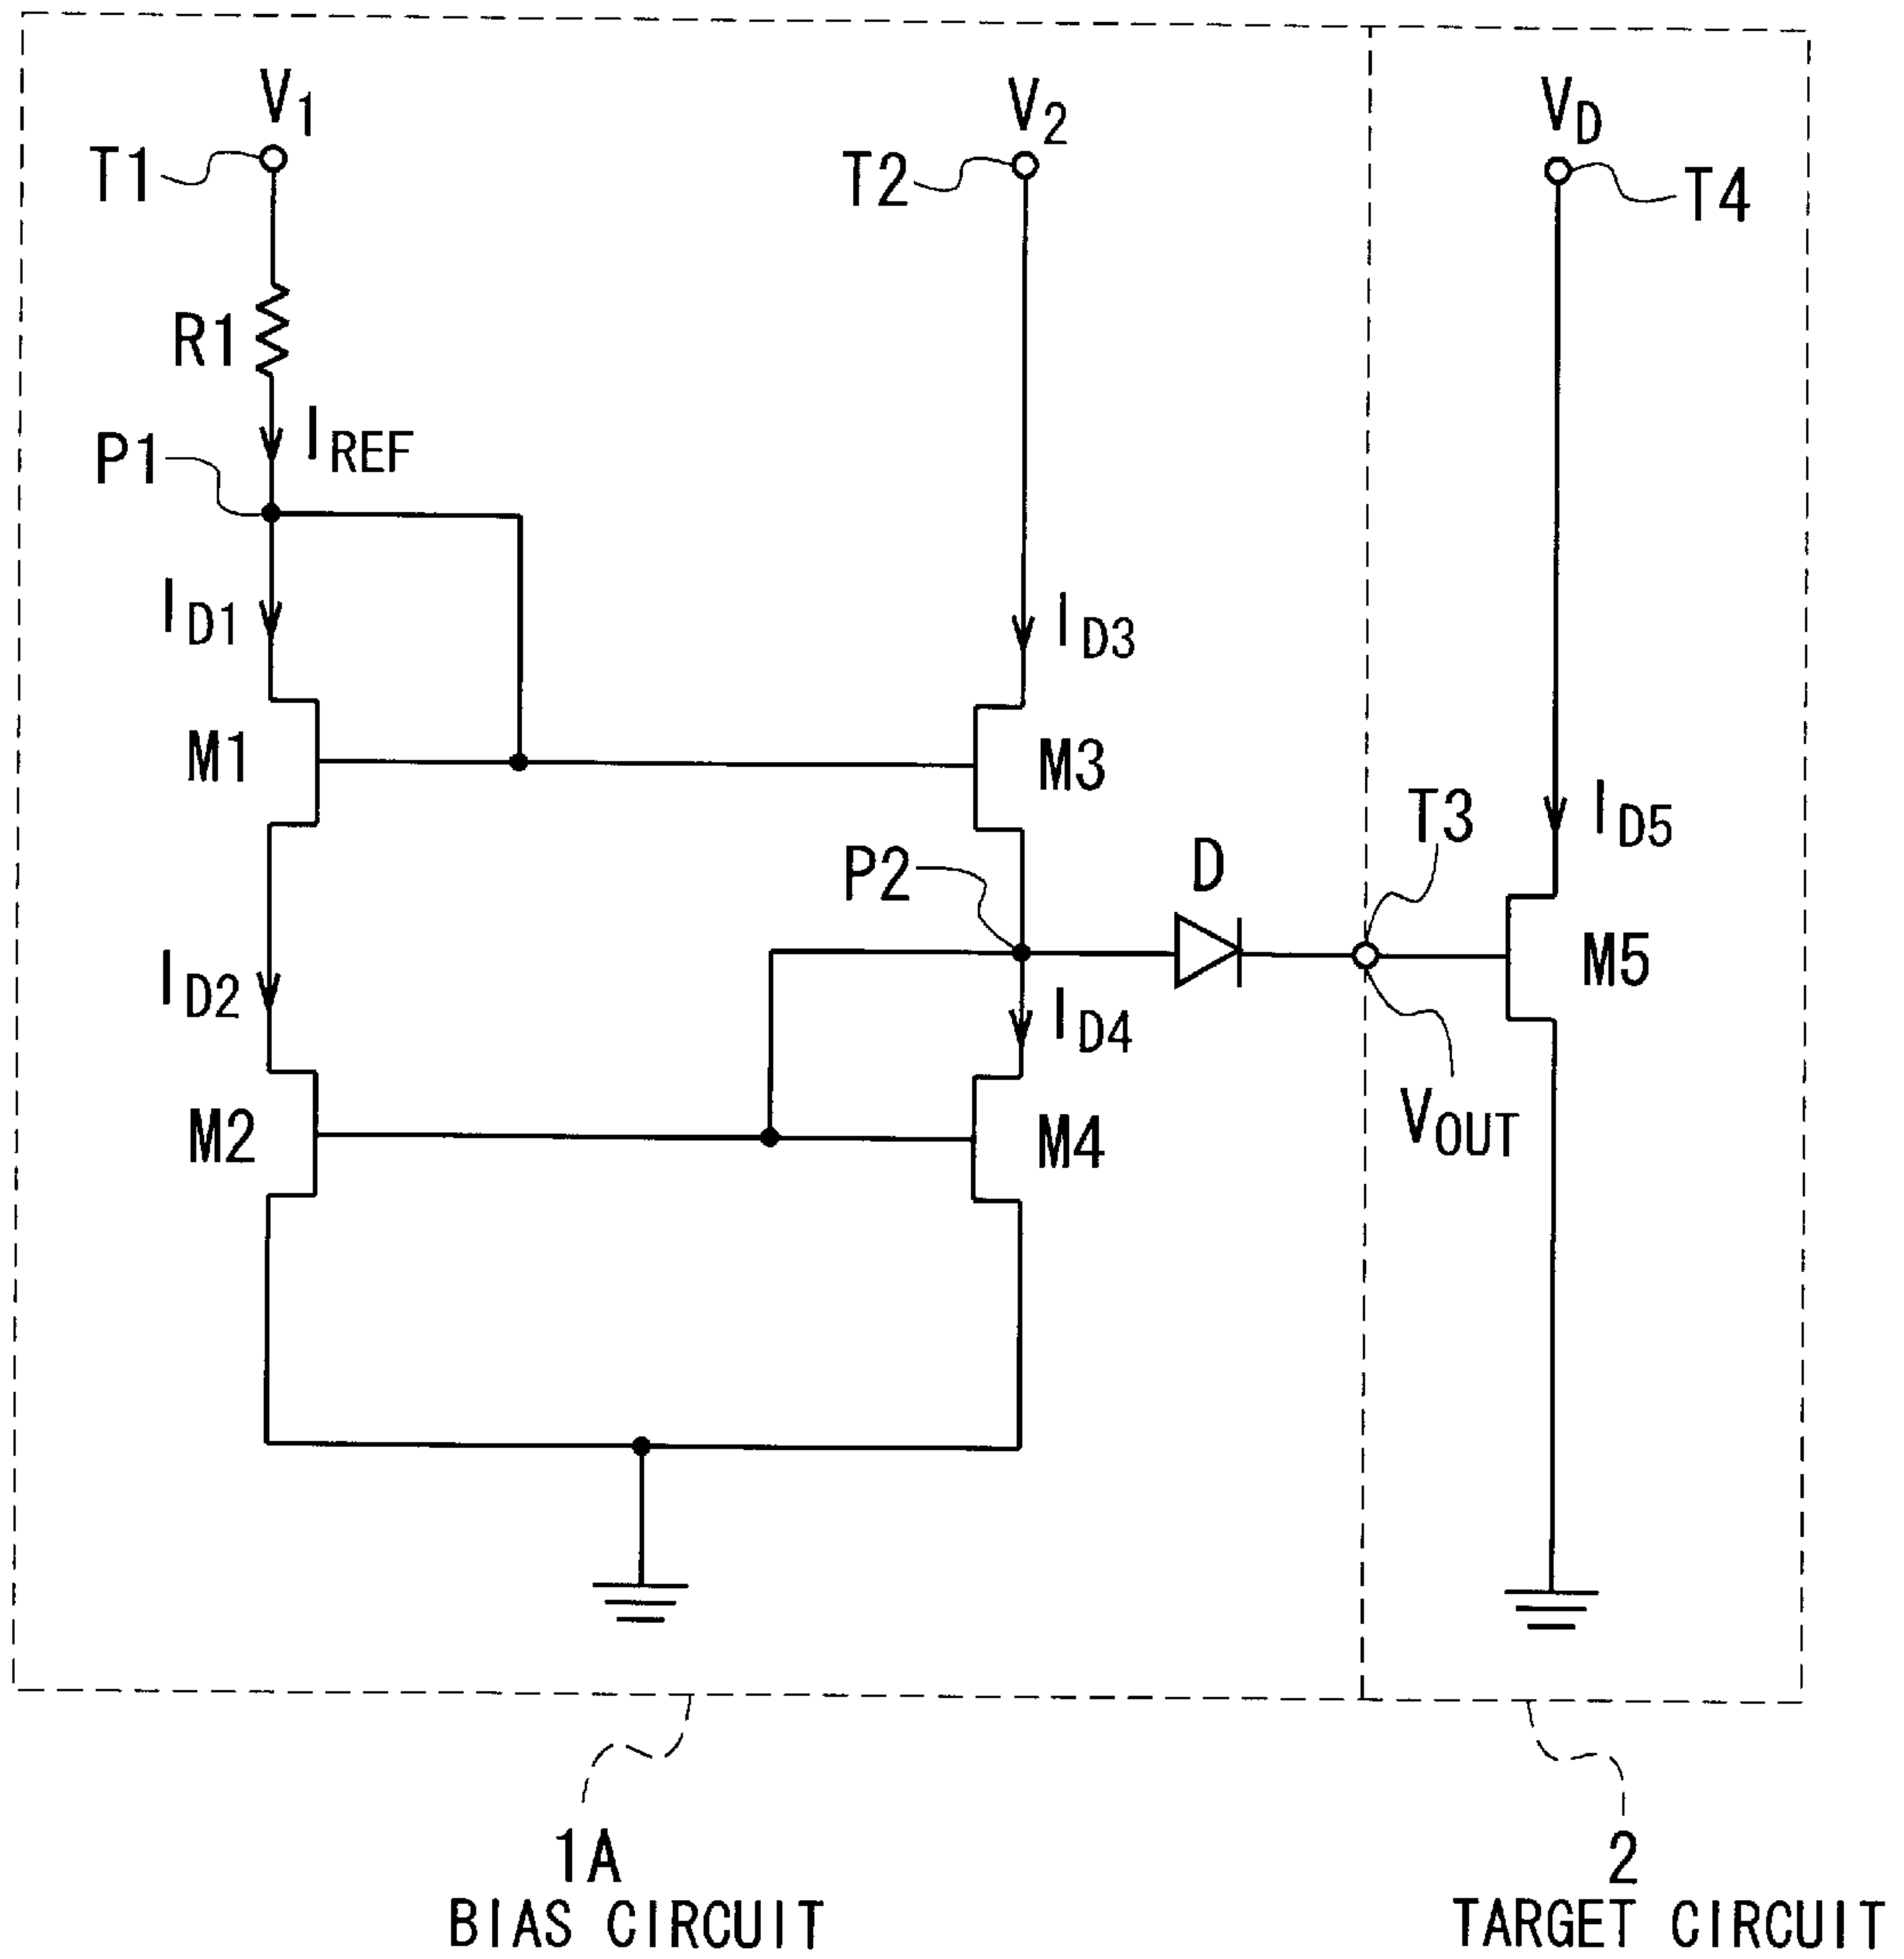 V1
V2
VD
T1
T2
T4
R1
IREF
P1
ID1
ID3
M1
M3
T3
ID5
P2
D
M5
ID2
ID4
VOUT
M2
M4
1A
BIAS CIRCUIT
2
TARGET CIRCUIT